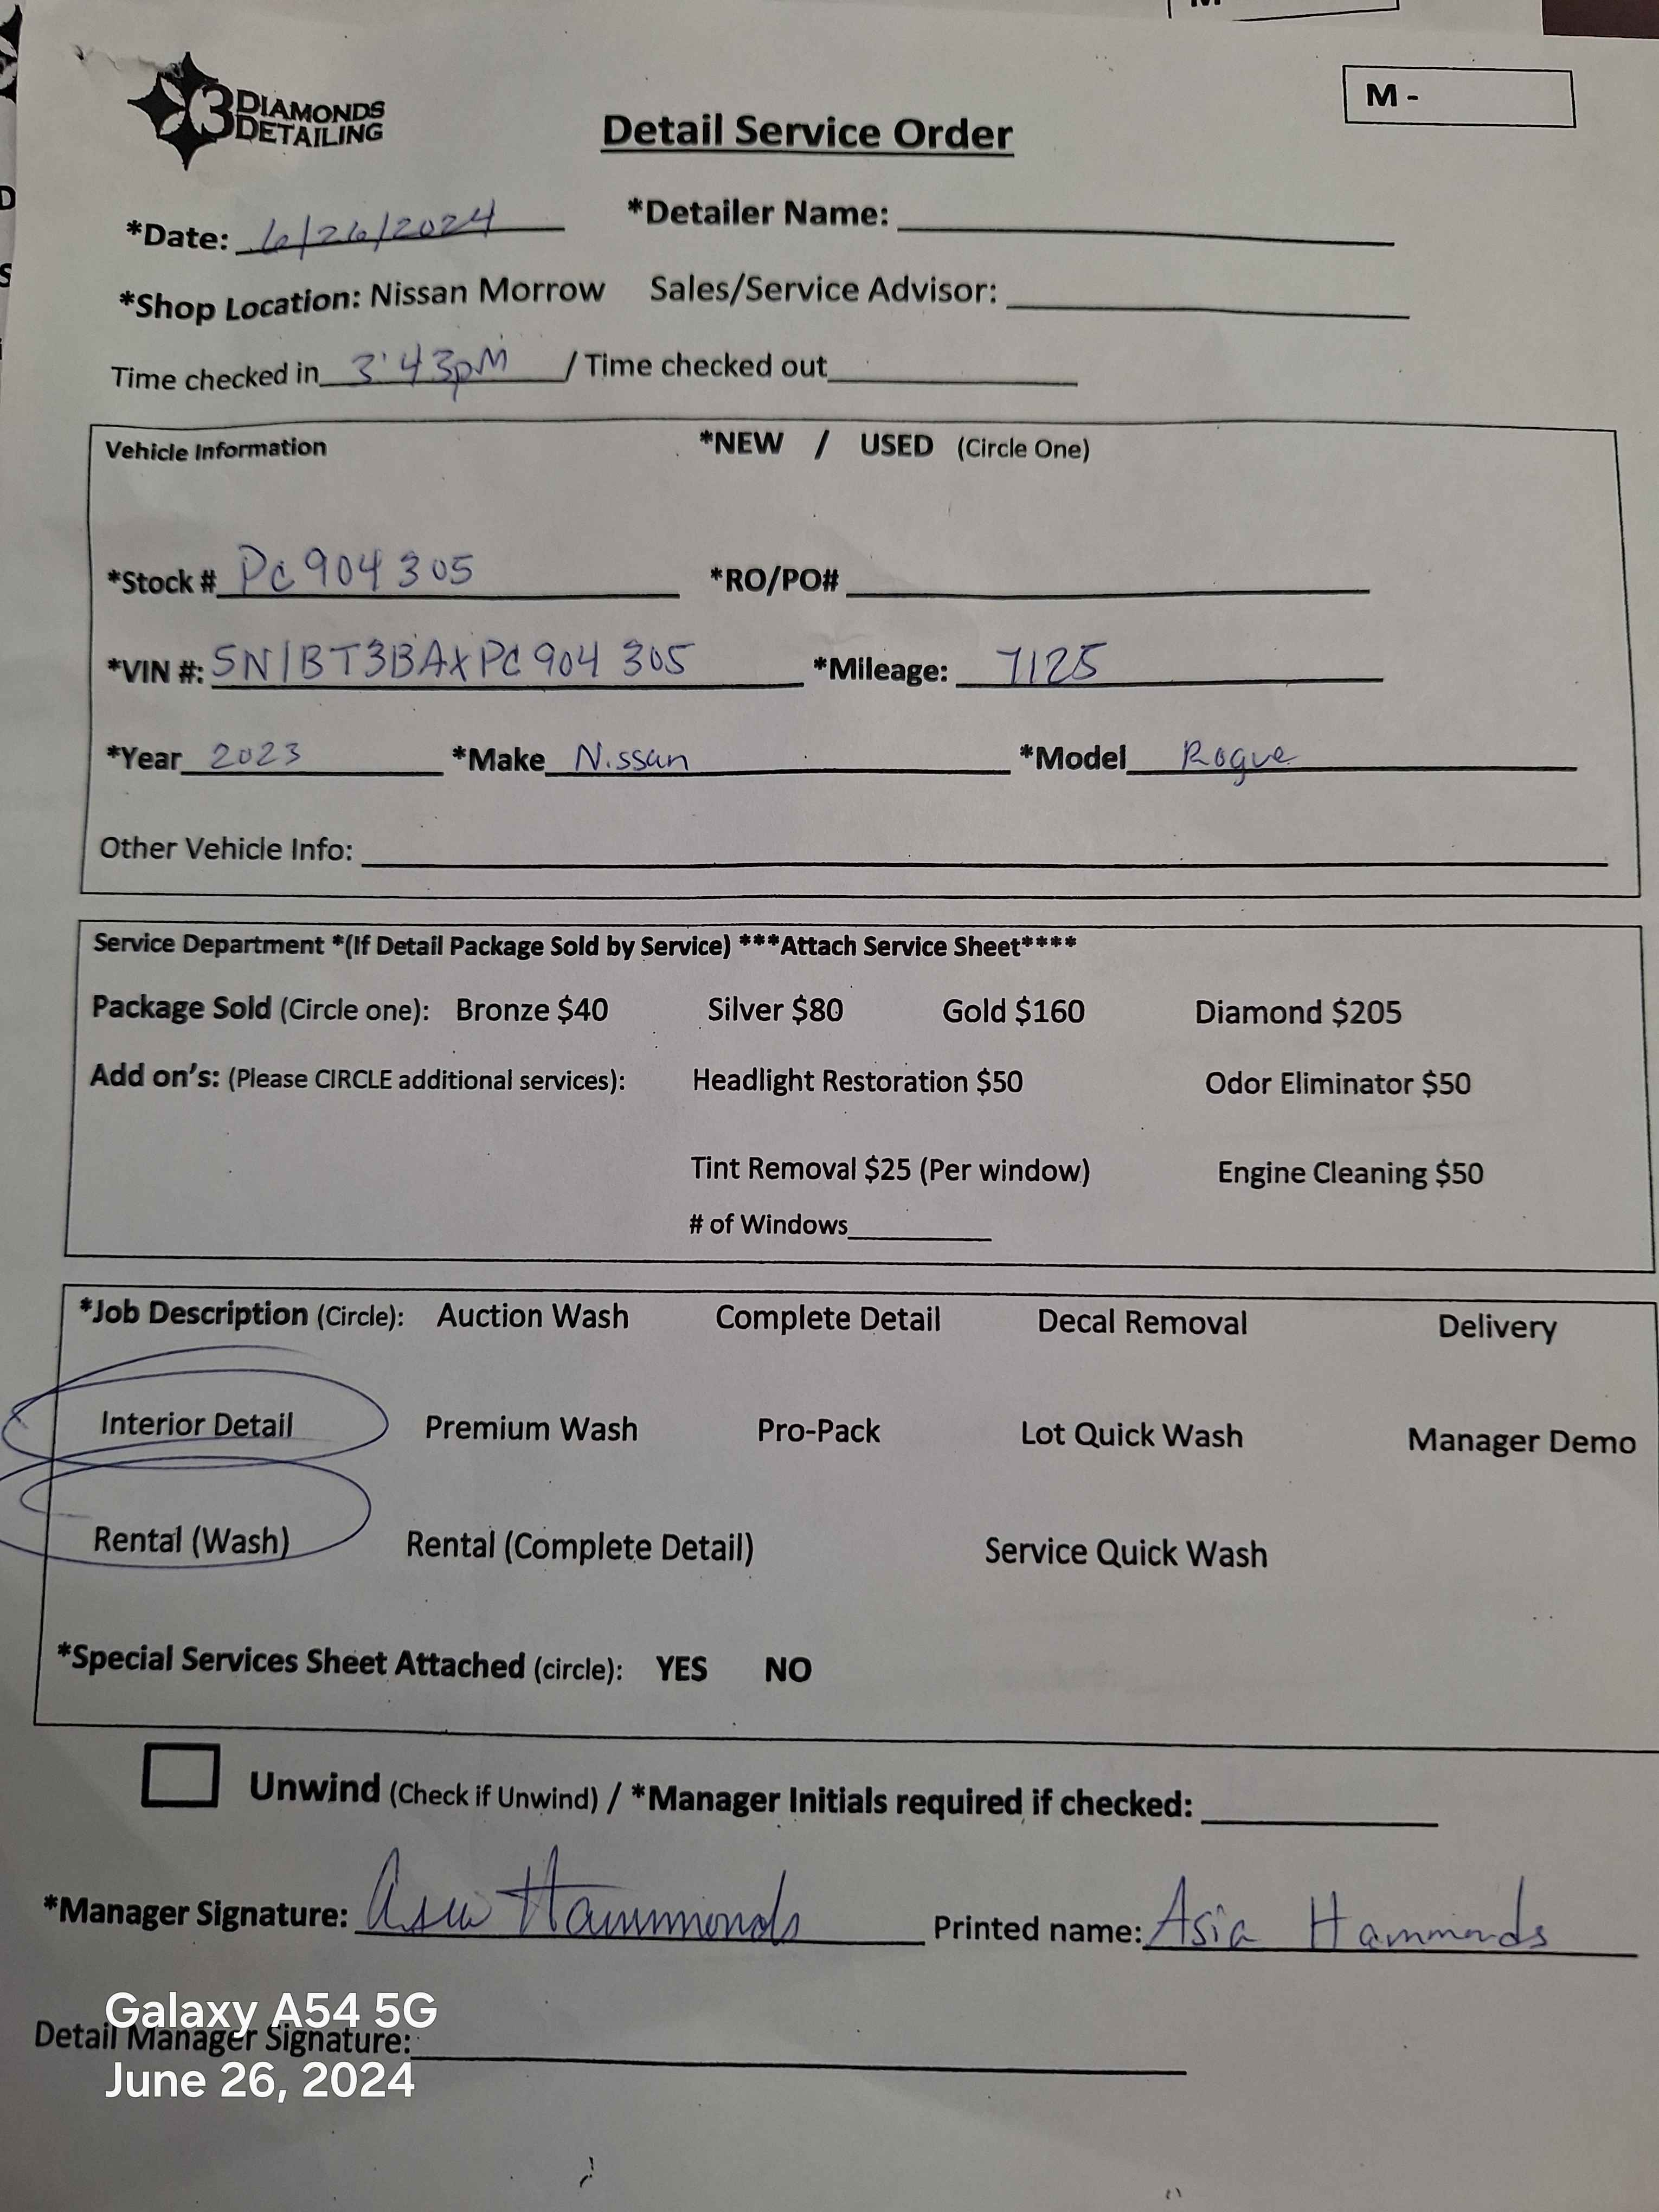 M -
3 DIAMONDS
DETAILING
Detail Service Order
*Date: 6/26/2024 *Detailer Name:
*Shop Location: Nissan Morrow Sales/Service Advisor:
Time checked in 3:43pM / Time checked out
Vehicle Information *NEW / USED (Circle One)
*Stock # PC904305 *RO/PO#
*VIN #: 5N1BT3BAXPC904305 *Mileage: 7125
*Year 2023 *Make Nissan *Model Rogue
Other Vehicle Info:
Service Department *(If Detail Package Sold by Service) ***Attach Service Sheet****
Package Sold (Circle one): Bronze $40 Silver $80 Gold $160 Diamond $205
Add on's: (Please CIRCLE additional services): Headlight Restoration $50 Odor Eliminator $50
Tint Removal $25 (Per window) Engine Cleaning $50
# of Windows
*Job Description (Circle): Auction Wash Complete Detail Decal Removal Delivery
Interior Detail Premium Wash Pro-Pack Lot Quick Wash Manager Demo
Rental (Wash) Rental (Complete Detail) Service Quick Wash
*Special Services Sheet Attached (circle): YES NO
Unwind (Check if Unwind) / *Manager Initials required if checked:
*Manager Signature: Asia Hammonds Printed name: Asia Hammonds
Galaxy A54 5G
Detail Manager Signature:
June 26, 2024